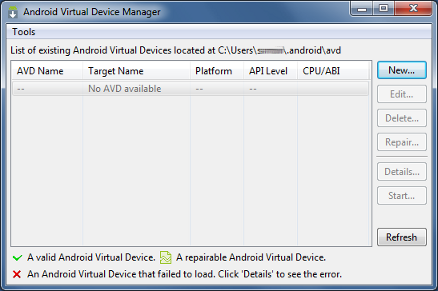 Android Virtual Device Manager
Tools
List of existing Android Virtual Devices located at C:\Users\ \.android\avd
AVD Name Target Name Platform API Level CPU/ABI
-- No AVD available -- --
New...
Edit...
Delete...
Repair...
Details...
Start...
Refresh
A valid Android Virtual Device. A repairable Android Virtual Device.
An Android Virtual Device that failed to load. Click 'Details' to see the error.